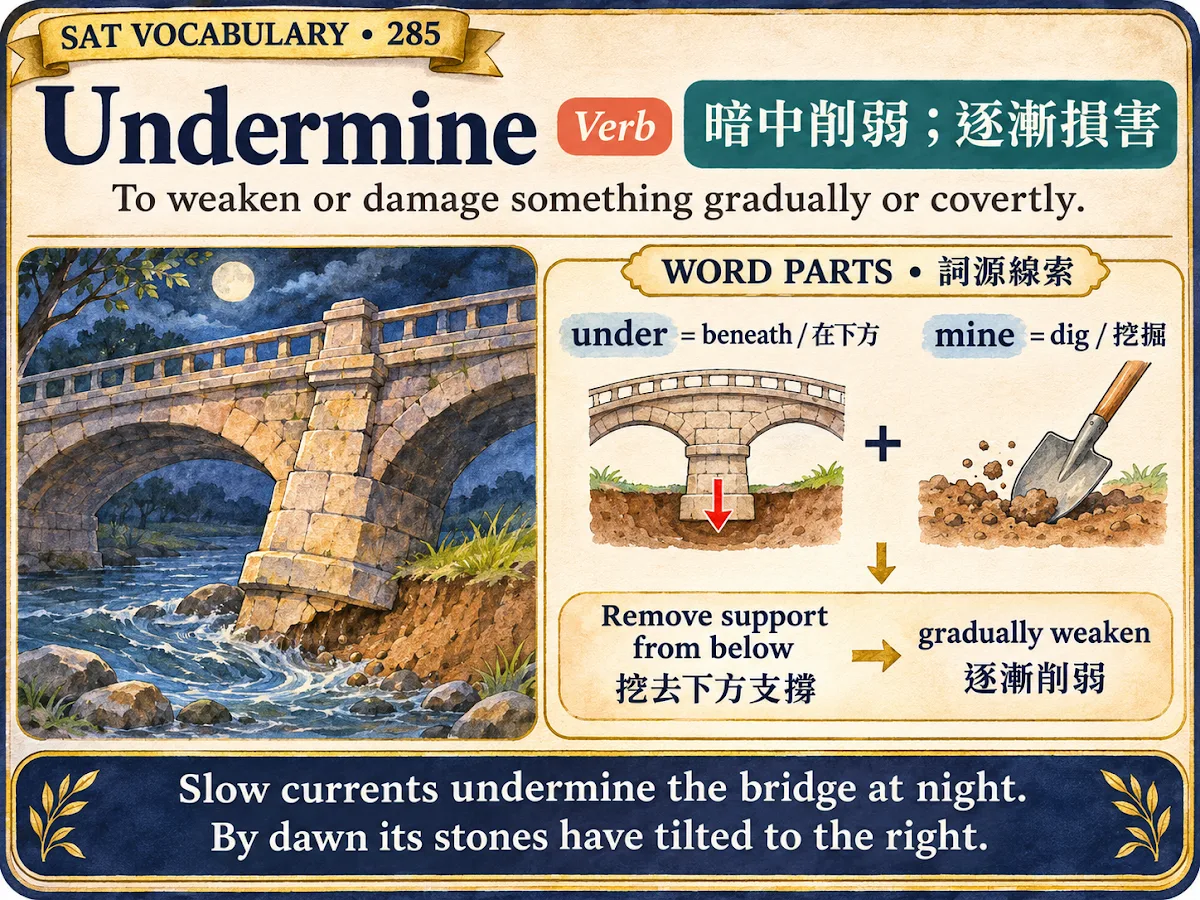 SAT VOCABULARY • 285
Undermine
Verb
暗中削弱；逐漸損害
To weaken or damage something gradually or covertly.
WORD PARTS • 詞源線索
under = beneath / 在下方
mine = dig / 挖掘
+
Remove support
from below
挖去下方支撐
gradually weaken
逐漸削弱
Slow currents undermine the bridge at night.
By dawn its stones have tilted to the right.